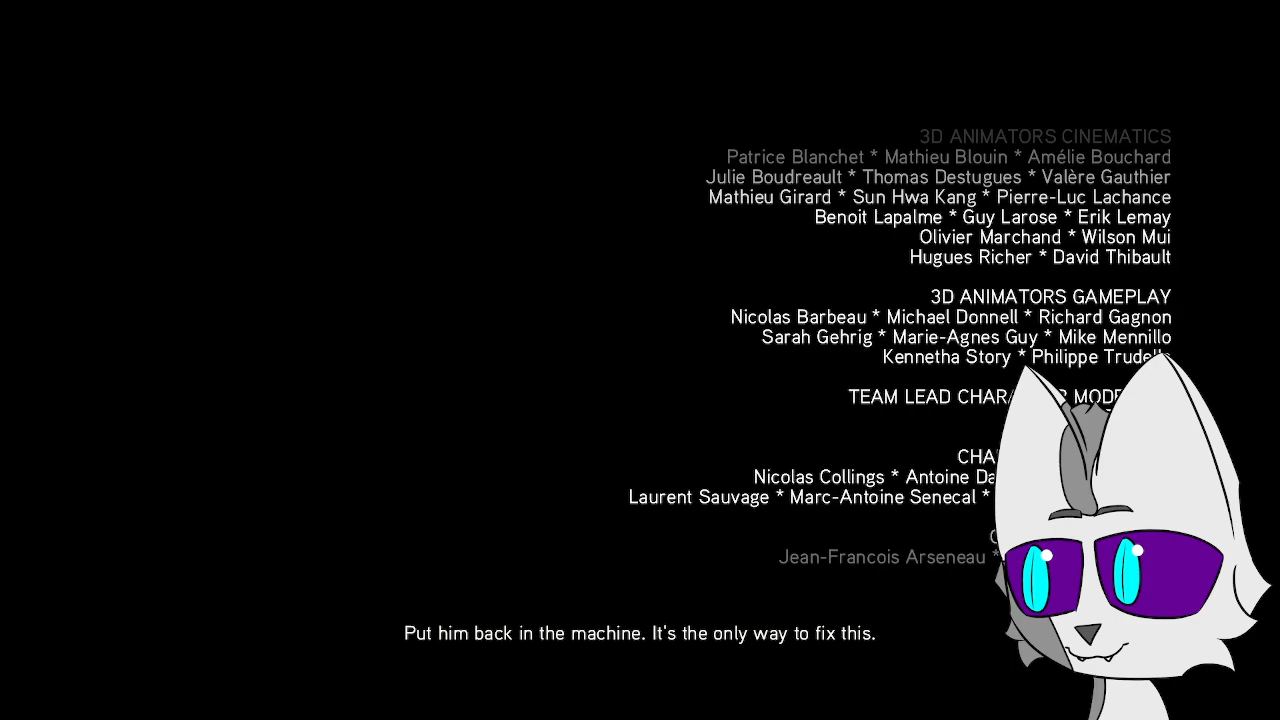 3D ANIMATORS CINEMATICS
Patrice Blanchet * Mathieu Blouin * Amélie Bouchard
Julie Boudreault * Thomas Destugues * Valère Gauthier
Mathieu Girard * Sun Hwa Kang * Pierre-Luc Lachance
Benoit Lapalme * Guy Larose * Erik Lemay
Olivier Marchand * Wilson Mui
Hugues Richer * David Thibault
3D ANIMATORS GAMEPLAY
Nicolas Barbeau * Michael Donnell * Richard Gagnon
Sarah Gehrig * Marie-Agnes Guy * Mike Mennillo
Kennetha Story * Philippe
TEAM LEAD
Nicolas Collings * Antoine
Laurent Sauvage * Marc-Antoine Senecal *
Jean-Francois Arseneau *
Put him back in the machine. It's the only way to fix this.